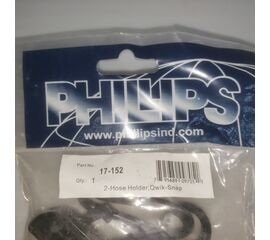 PHILLIPS
www.phillipsind.com
Part No. 17-152
Qty. 1
2-Hose Holder,Qwik-Snap